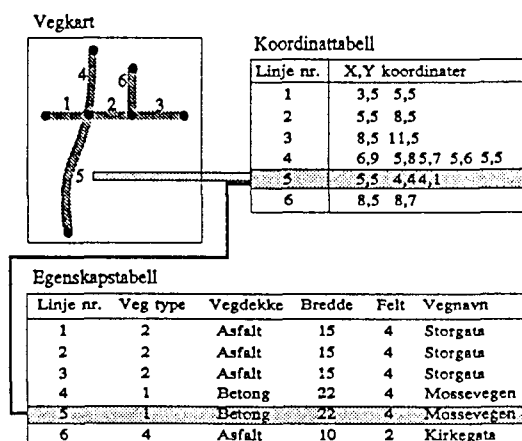 Vegkart
4
6
1 2 3
5
Koordinattabell
Linje nr. X,Y koordinater
1 3,5 5,5
2 5,5 8,5
3 8,5 11,5
4 6,9 5,85,7 5,6 5,5
5 5,5 4,44,1
6 8,5 8,7
Egenskapstabell
Linje nr. Veg type Vegdekke Bredde Felt Vegnavn
1 2 Asfalt 15 4 Storgata
2 2 Asfalt 15 4 Storgata
3 2 Asfalt 15 4 Storgata
4 1 Betong 22 4 Mossevegen
5 1 Betong 22 4 Mossevegen
6 4 Asfalt 10 2 Kirkegata